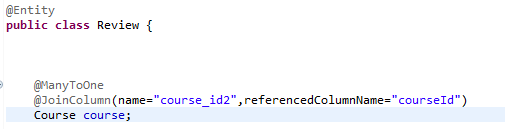 @Entity
public class Review {
@ManyToOne
@JoinColumn(name="course_id2",referencedColumnName="courseId")
Course course;